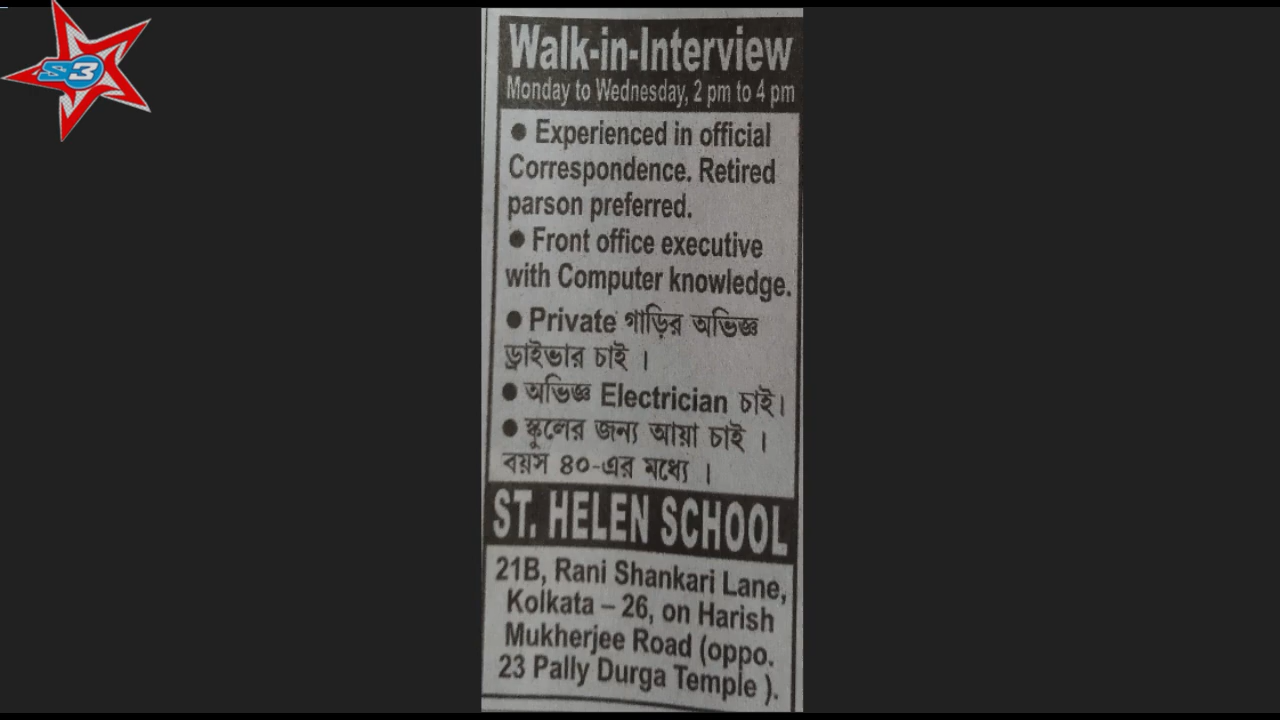 S3
Walk-in-Interview
Monday to Wednesday, 2 pm to 4 pm
● Experienced in official
Correspondence. Retired
parson preferred.
● Front office executive
with Computer knowledge.
● Private গাড়ির অভিজ্ঞ
ড্রাইভার চাই ।
● অভিজ্ঞ Electrician চাই।
● স্কুলের জন্য আয়া চাই ।
বয়স ৪০-এর মধ্যে ।
ST. HELEN SCHOOL
21B, Rani Shankari Lane,
Kolkata – 26, on Harish
Mukherjee Road (oppo.
23 Pally Durga Temple ).